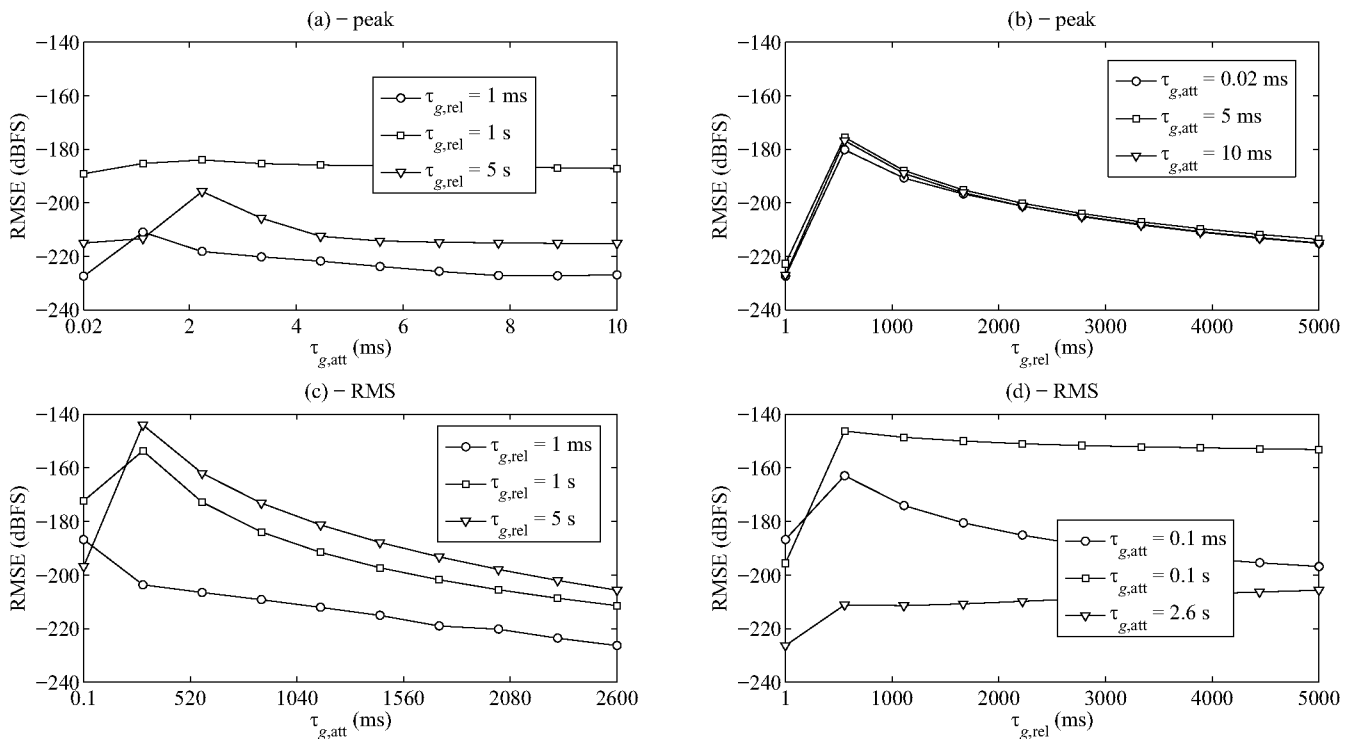 (a) − peak
RMSE (dBFS)
−140
−160
−180
−200
−220
−240
0.02 2 4 6 8 10
τg,att (ms)
τg,rel = 1 ms
τg,rel = 1 s
τg,rel = 5 s
(b) − peak
RMSE (dBFS)
−140
−160
−180
−200
−220
−240
1 1000 2000 3000 4000 5000
τg,rel (ms)
τg,att = 0.02 ms
τg,att = 5 ms
τg,att = 10 ms
(c) − RMS
RMSE (dBFS)
−140
−160
−180
−200
−220
−240
0.1 520 1040 1560 2080 2600
τg,att (ms)
τg,rel = 1 ms
τg,rel = 1 s
τg,rel = 5 s
(d) − RMS
RMSE (dBFS)
−140
−160
−180
−200
−220
−240
1 1000 2000 3000 4000 5000
τg,rel (ms)
τg,att = 0.1 ms
τg,att = 0.1 s
τg,att = 2.6 s